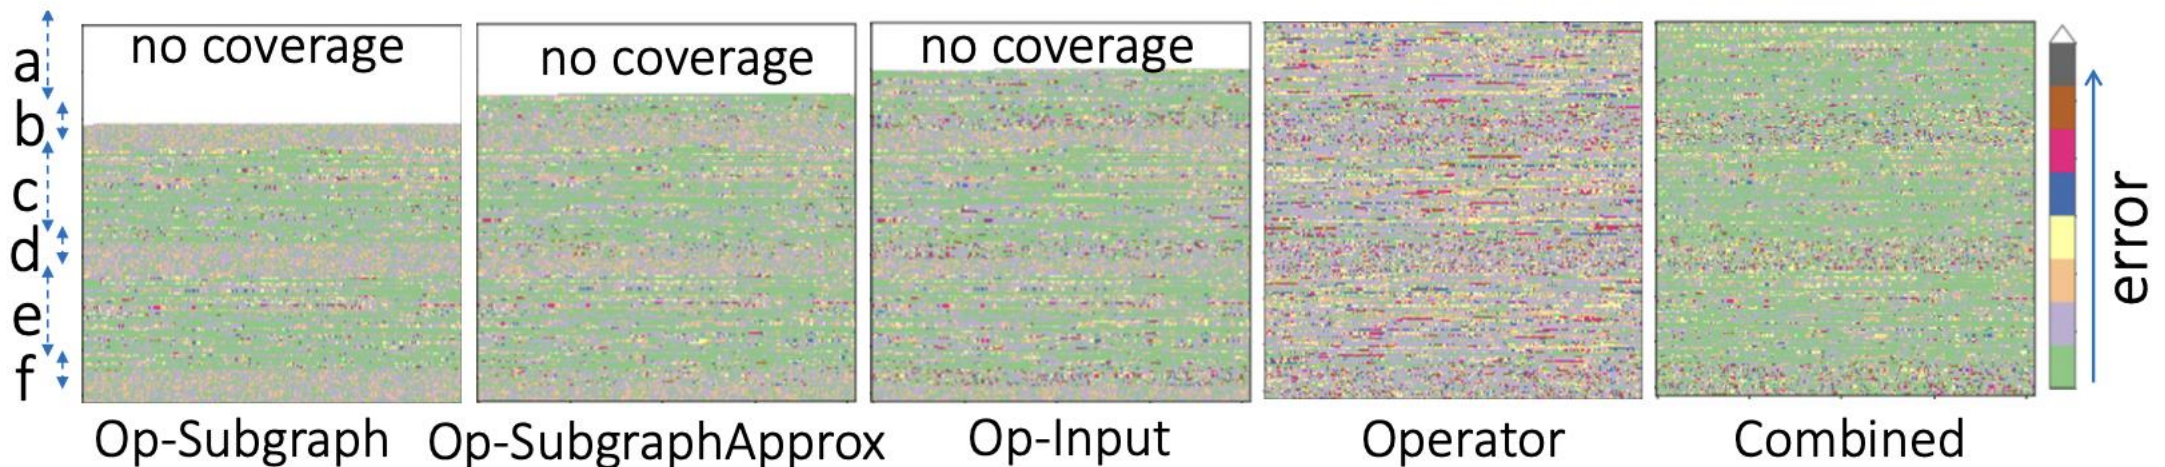 no coverage
no coverage
no coverage
a
b
c
d
e
f
error
Op-Subgraph
Op-SubgraphApprox
Op-Input
Operator
Combined